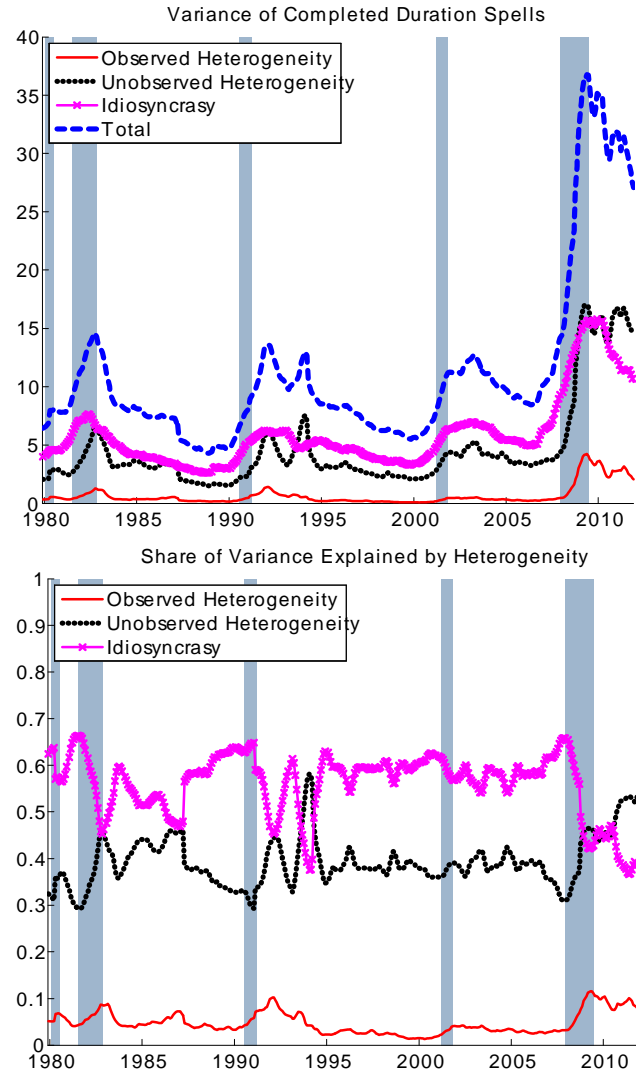 Variance of Completed Duration Spells
40
35
30
25
20
15
10
5
0
Observed Heterogeneity
Unobserved Heterogeneity
Idiosyncrasy
Total
1980 1985 1990 1995 2000 2005 2010
Share of Variance Explained by Heterogeneity
1
0.9
0.8
0.7
0.6
0.5
0.4
0.3
0.2
0.1
0
Observed Heterogeneity
Unobserved Heterogeneity
Idiosyncrasy
1980 1985 1990 1995 2000 2005 2010